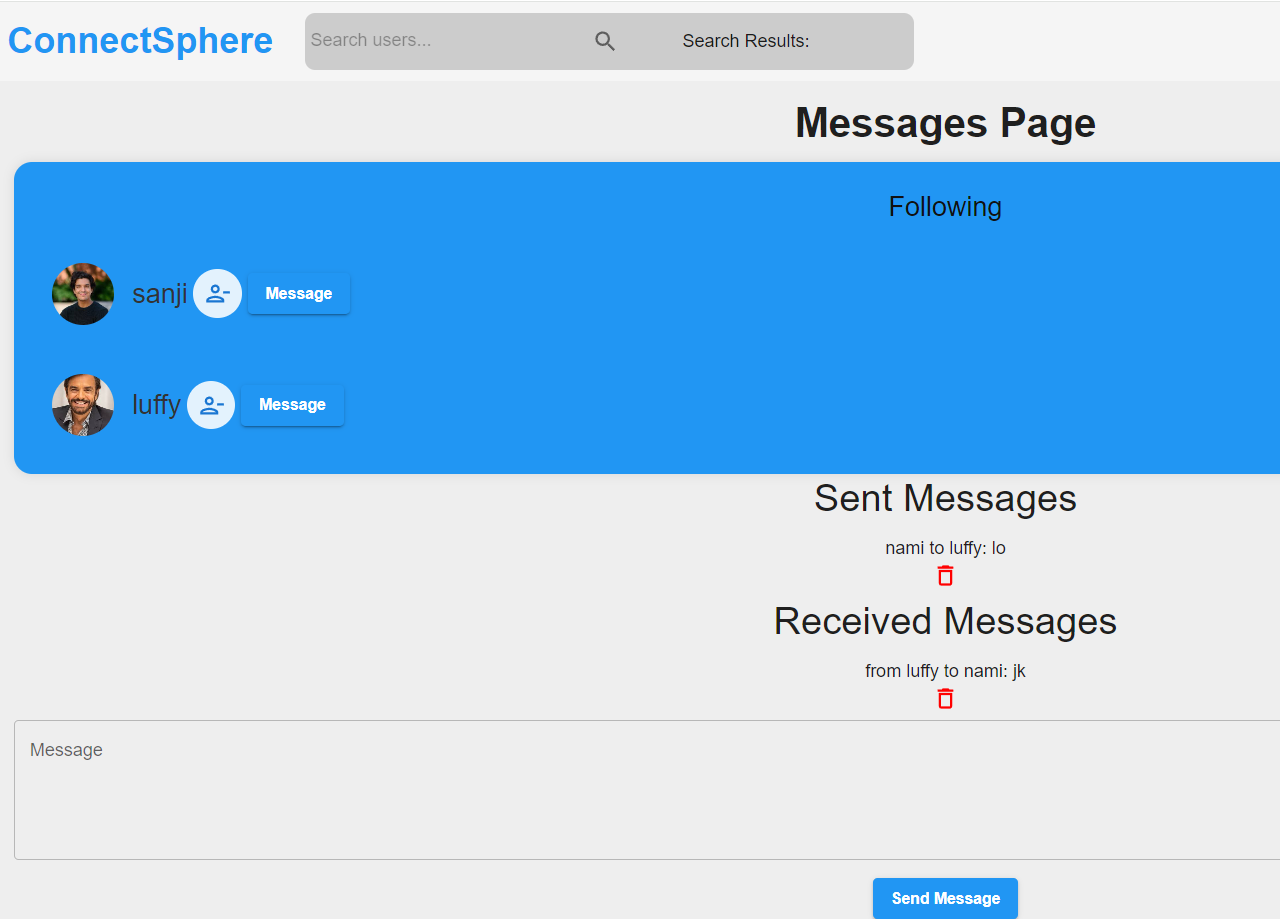 ConnectSphere
Search users...
Search Results:
Messages Page
Following
sanji
Message
luffy
Message
Sent Messages
nami to luffy: lo
Received Messages
from luffy to nami: jk
Message
Send Message